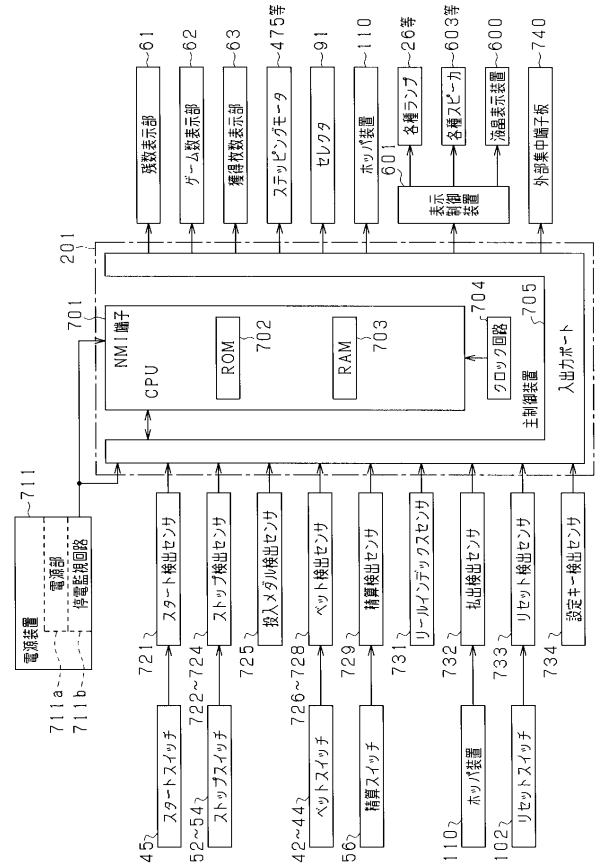 711
電源装置
電源部
停電監視回路
711a
711b
201
701
NMI端子
CPU
ROM
702
RAM
703
704
クロック回路
主制御装置
705
入出力ポート
45
スタートスイッチ
721
スタート検出センサ
52~54
ストップスイッチ
722~724
ストップ検出センサ
725
投入メダル検出センサ
42~44
ベットスイッチ
726~728
ベット検出センサ
56
精算スイッチ
729
精算検出センサ
731
リールインデックスセンサ
110
ホッパ装置
732
払出検出センサ
102
リセットスイッチ
733
リセット検出センサ
734
設定キー検出センサ
残数表示部
61
ゲーム数表示部
62
獲得枚数表示部
63
ステッピングモータ
475等
セレクタ
91
ホッパ装置
110
601
表示制御装置
各種ランプ
26等
各種スピーカ
603等
液晶表示装置
600
外部集中端子板
740